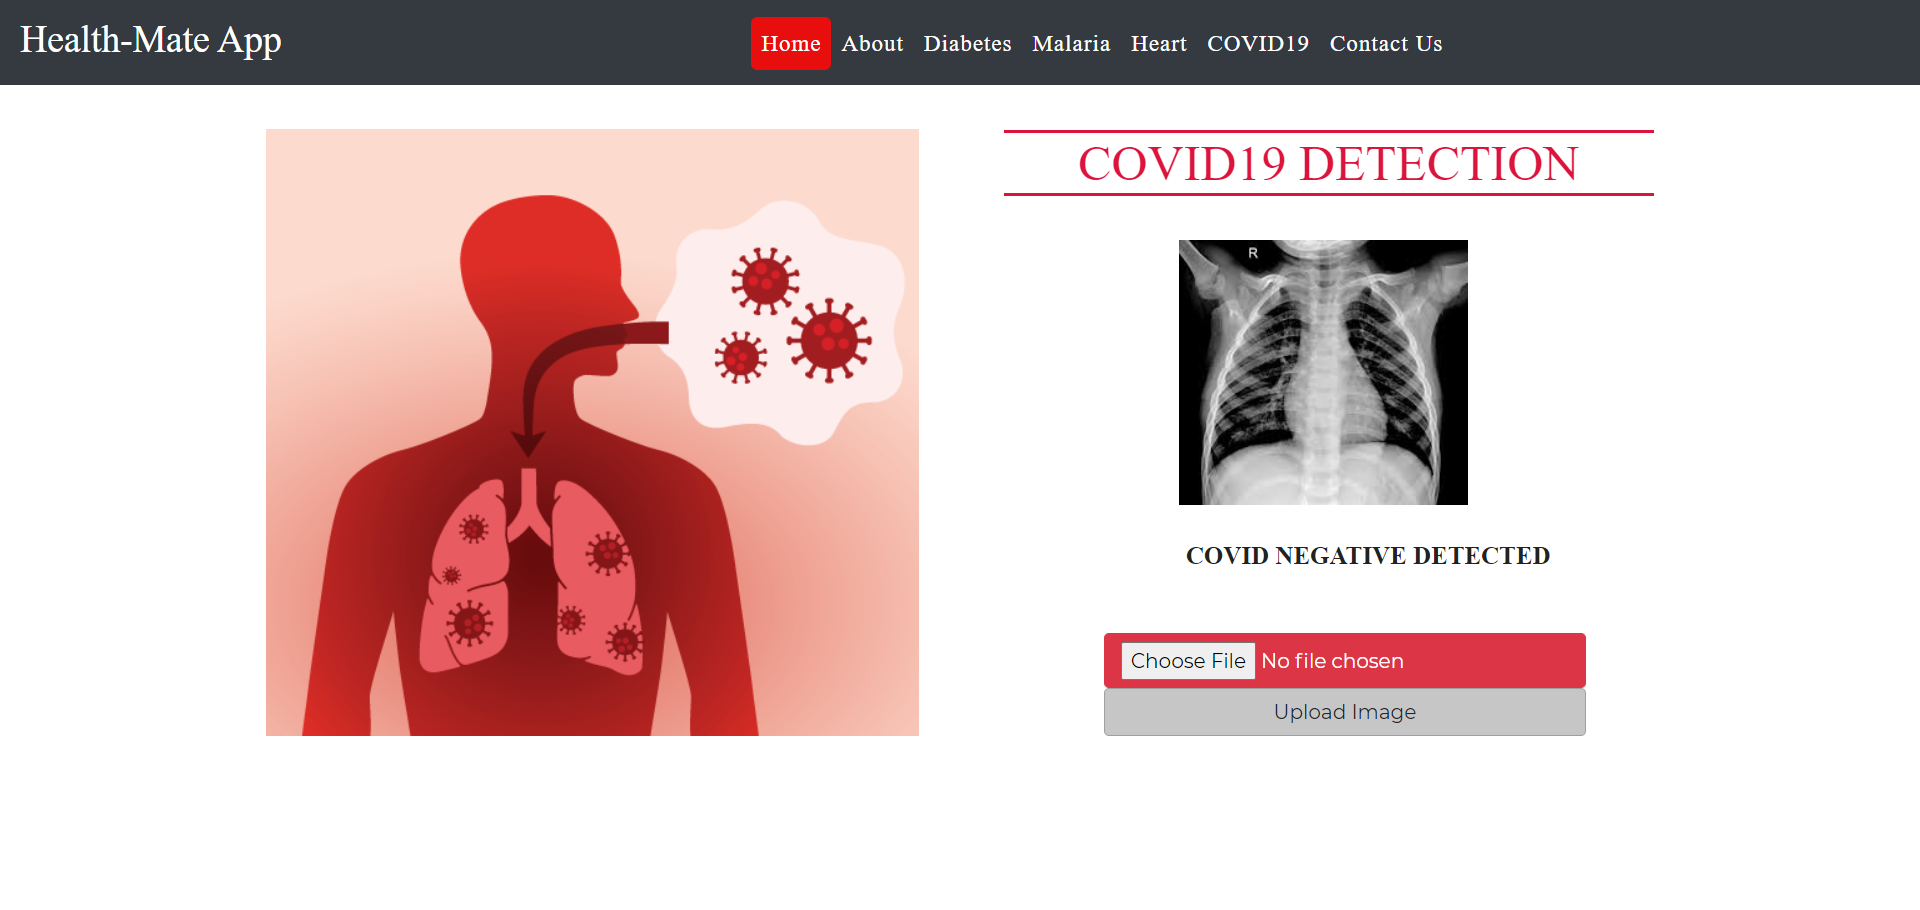 Health-Mate App
Home About Diabetes Malaria Heart COVID19 Contact Us
COVID19 DETECTION
R
COVID NEGATIVE DETECTED
Choose File No file chosen
Upload Image